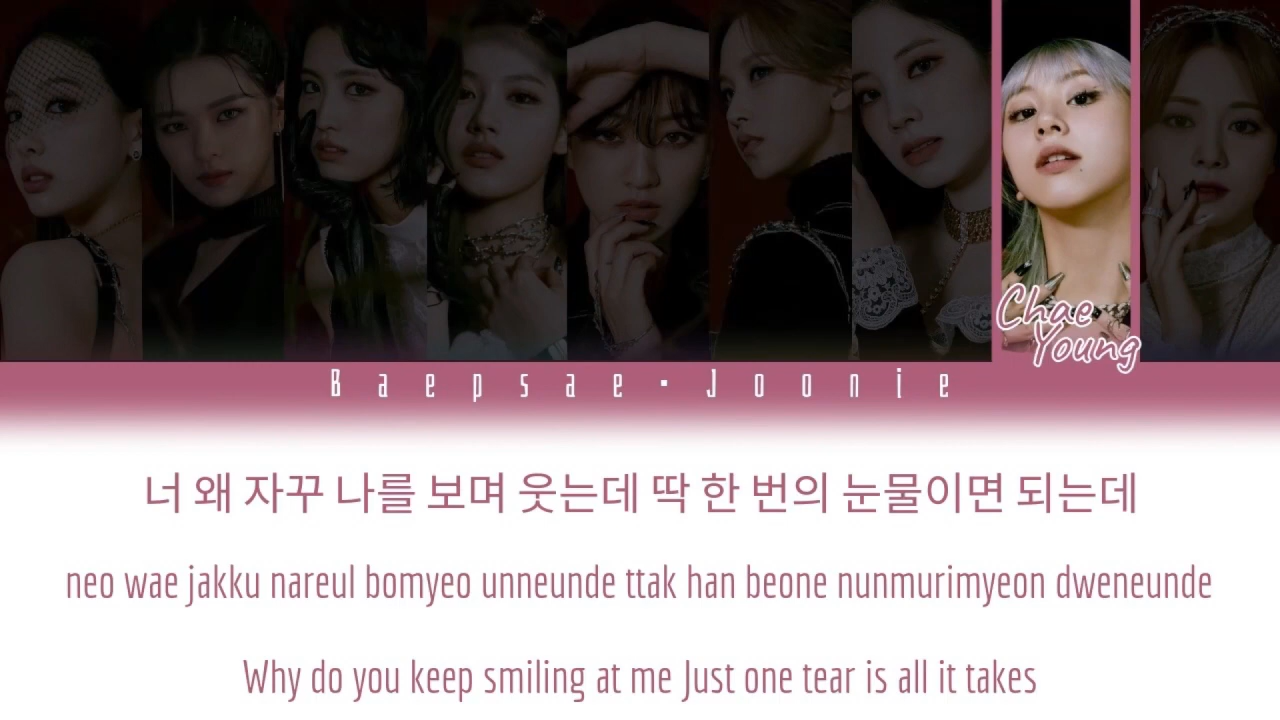 Chae
Young
Baepsae·Joonie
너 왜 자꾸 나를 보며 웃는데 딱 한 번의 눈물이면 되는데
neo wae jakku nareul bomyeo unneunde ttak han beone nunmurimyeon dweneunde
Why do you keep smiling at me Just one tear is all it takes